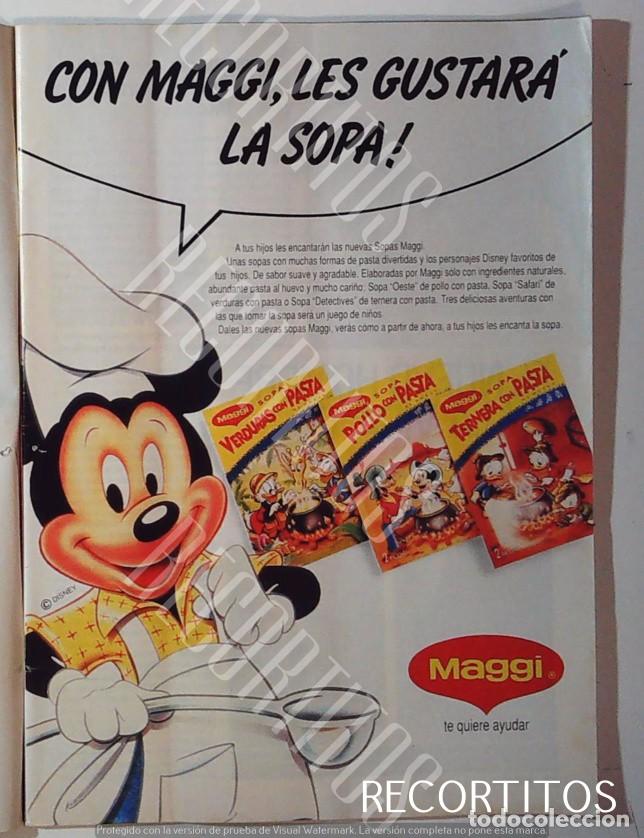 CON MAGGI, LES GUSTARÁ
LA SOPA!
A tus hijos les encantarán las nuevas Sopas Maggi.
Unas sopas con muchas formas de pasta divertidas y los personajes Disney favoritos de
tus hijos. De sabor suave y agradable. Elaboradas por Maggi sólo con ingredientes naturales,
abundante pasta al huevo y mucho cariño: Sopa "Oeste" de pollo con pasta, Sopa "Safari" de
verduras con pasta o Sopa "Detectives" de ternera con pasta. Tres deliciosas aventuras con
las que tomar la sopa será un juego de niños.
Dales las nuevas sopas Maggi, verás cómo a partir de ahora, a tus hijos les encanta la sopa.
Maggi
SOPA
VERDURAS CON PASTA
Maggi
SOPA
POLLO CON PASTA
Maggi
SOPA
TERNERA CON PASTA
© DISNEY
Maggi ®
te quiere ayudar
RECORTITOS
todocoleccion
Protegido con la versión de prueba de Visual Watermark. La versión completa no pone esta marca.
RECORTITOS
RECORTITOS
RECORTITOS